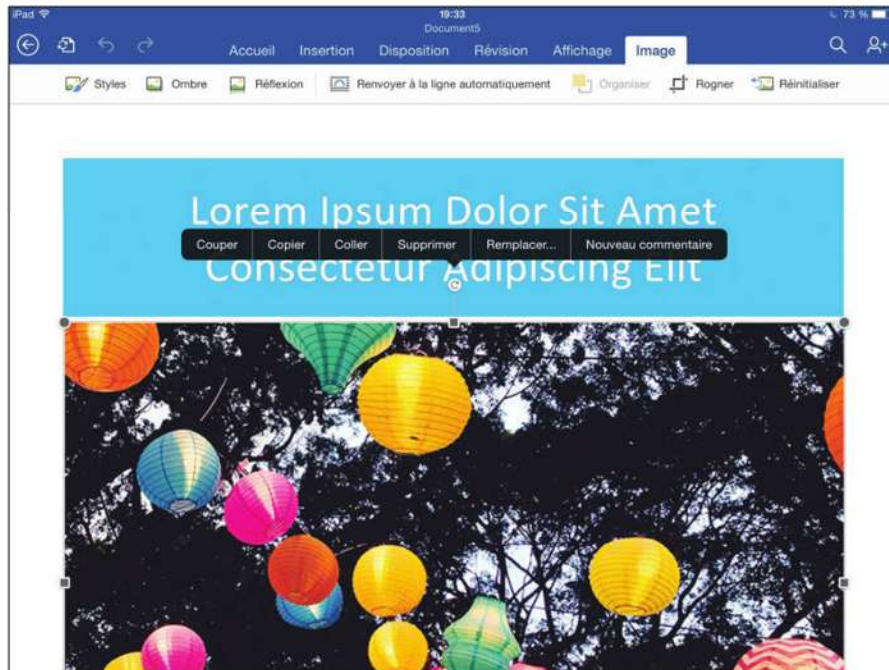 iPad 19:33 73 %
Document5
Accueil Insertion Disposition Révision Affichage Image
Styles Ombre Réflexion Renvoyer à la ligne automatiquement Organiser Rogner Réinitialiser
Lorem Ipsum Dolor Sit Amet
Couper Copier Coller Supprimer Remplacer... Nouveau commentaire
Consectetur Adipiscing Elit